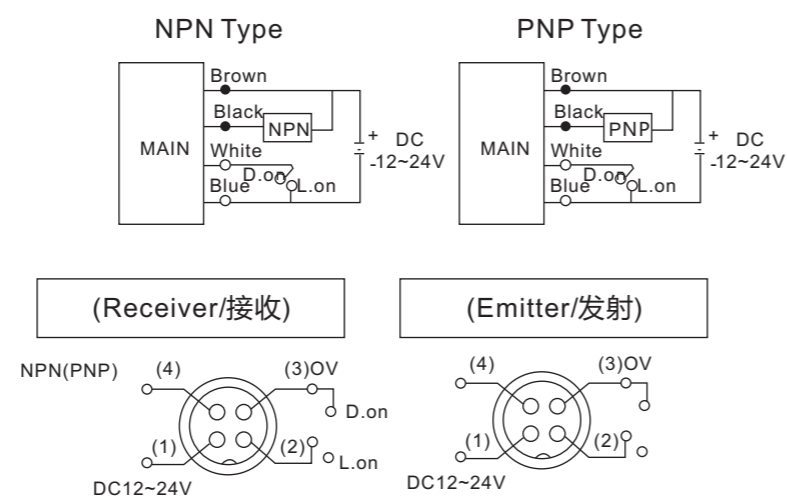 NPN Type
PNP Type
Brown
Black
NPN
MAIN
White
D.on
L.on
Blue
+ DC
-12~24V
Brown
Black
PNP
MAIN
White
D.on
L.on
Blue
+ DC
-12~24V
(Receiver/接收)
(Emitter/发射)
NPN(PNP) (4) (3)OV
D.on
(1) (2)
L.on
DC12~24V
(4) (3)OV
(1) (2)
DC12~24V